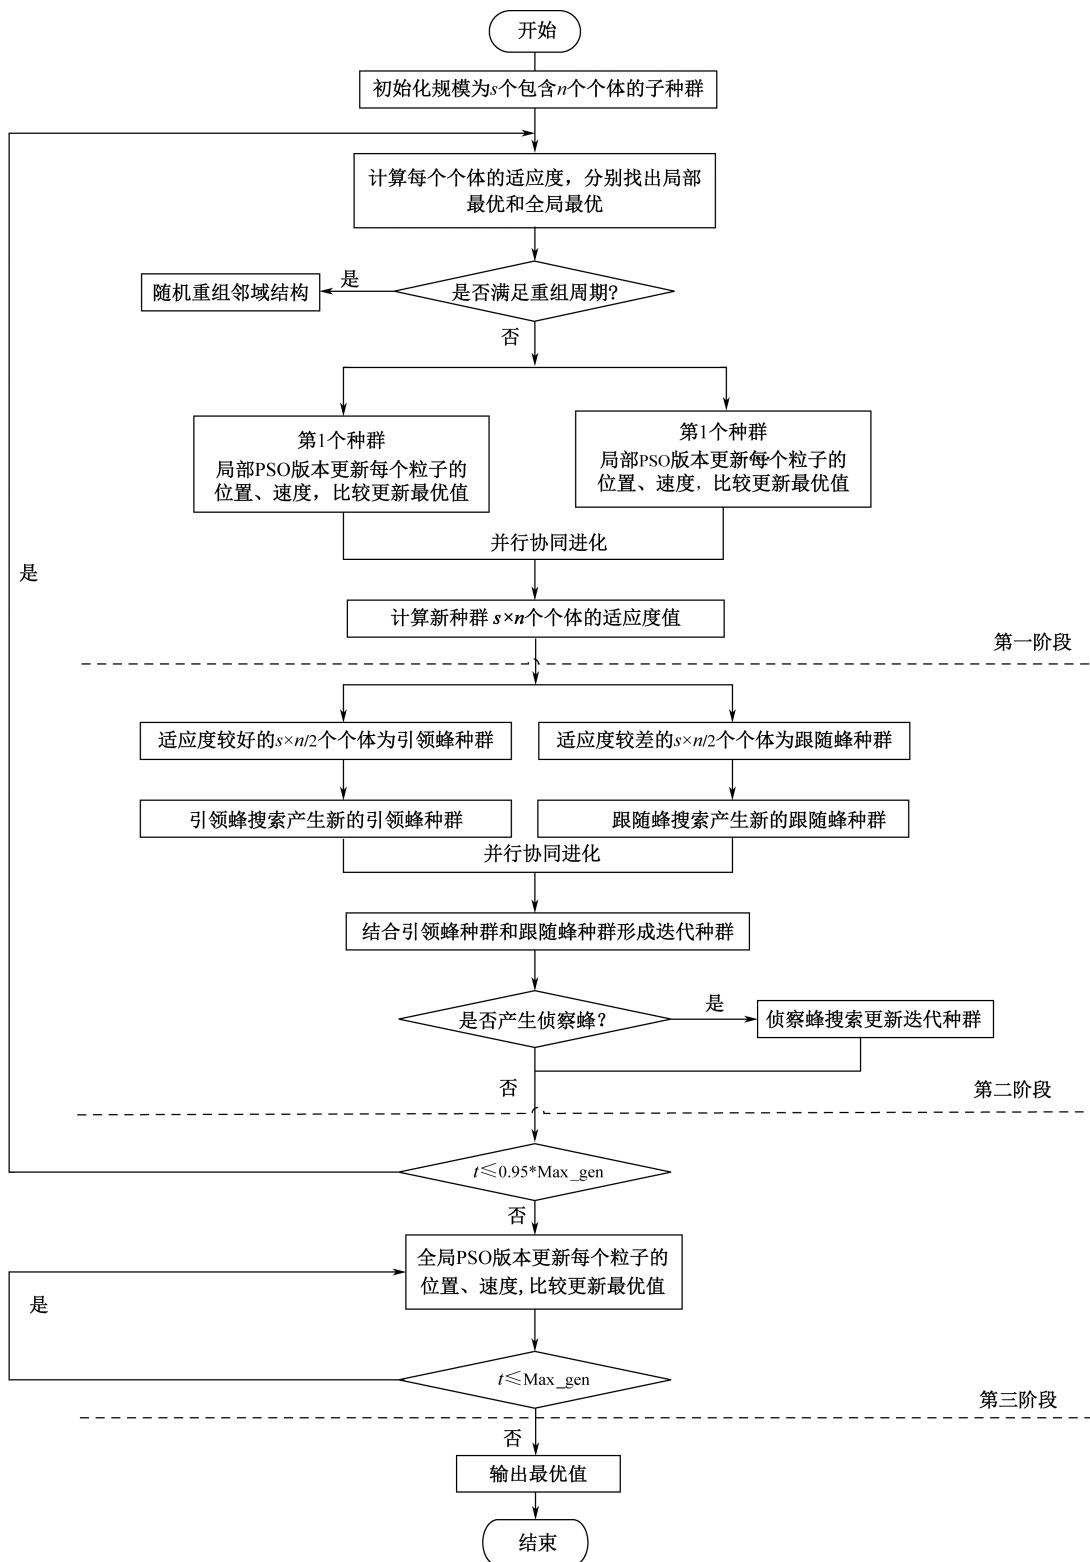 开始
初始化规模为s个包含n个个体的子种群
计算每个个体的适应度，分别找出局部
最优和全局最优
是否满足重组周期?
是
随机重组邻域结构
否
第1个种群
局部PSO版本更新每个粒子的
位置、速度，比较更新最优值
第1个种群
局部PSO版本更新每个粒子的
位置、速度，比较更新最优值
并行协同进化
是
计算新种群 s×n个个体的适应度值
第一阶段
适应度较好的s×n/2个个体为引领蜂种群
适应度较差的s×n/2个个体为跟随蜂种群
引领蜂搜索产生新的引领蜂种群
跟随蜂搜索产生新的跟随蜂种群
并行协同进化
结合引领蜂种群和跟随蜂种群形成迭代种群
是否产生侦察蜂？
是
侦察蜂搜索更新迭代种群
否
第二阶段
t≤0.95*Max_gen
否
全局PSO版本更新每个粒子的
位置、速度,比较更新最优值
是
t≤Max_gen
第三阶段
否
输出最优值
结束